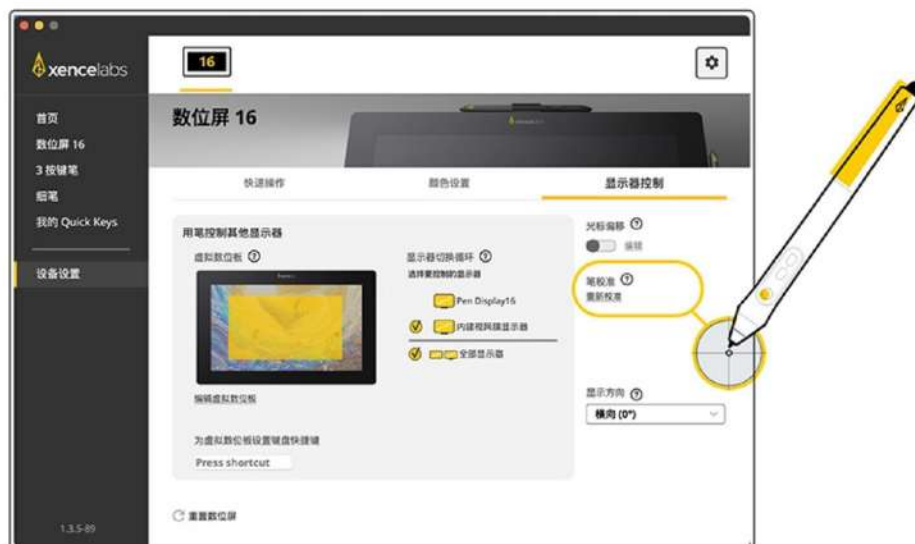 xencelabs
16
首页
数位屏 16
3 按键笔
细笔
我的 Quick Keys
设备设置
1.3.5-89
数位屏 16
快速操作
颜色设置
显示器控制
用笔控制其他显示器
虚拟数位板
编辑虚拟数位板
为虚拟数位板设置键盘快捷键
Press shortcut
显示器切换循环
选择要控制的显示器
Pen Display16
内建视网膜显示器
全部显示器
光标偏移
编辑
笔校准
重新校准
显示方向
横向 (0°)
重置数位屏